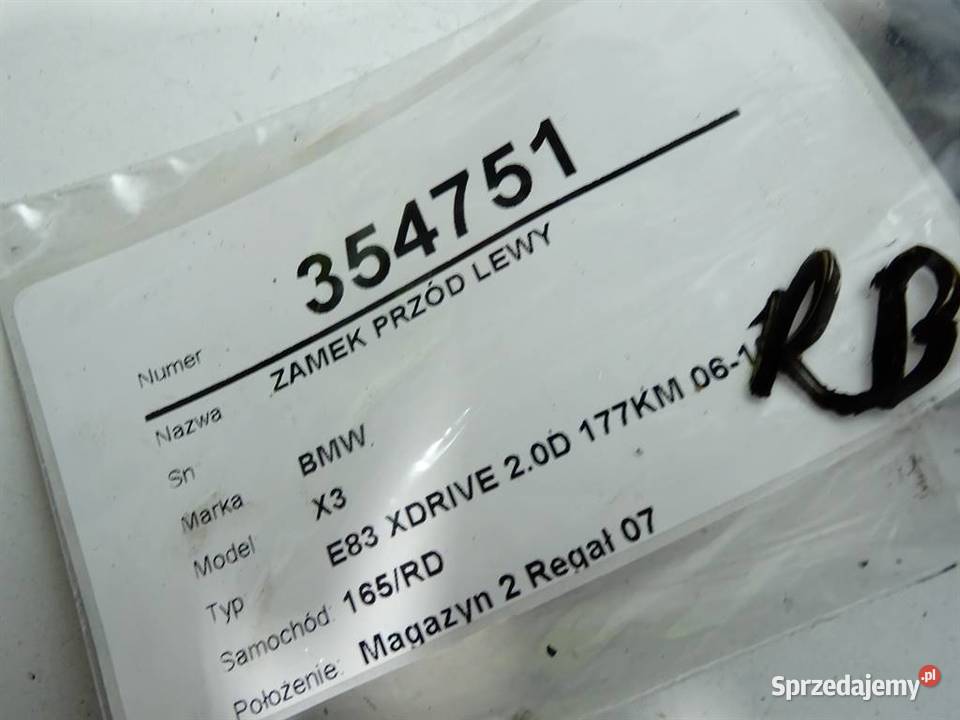 Numer 354751
Nazwa ZAMEK PRZÓD LEWY
Sn
Marka BMW
Model X3
Typ E83 XDRIVE 2.0D 177KM 06-1
Samochód: 165/RD
Położenie: Magazyn 2 Regał 07
RB
Sprzedajemy.pl